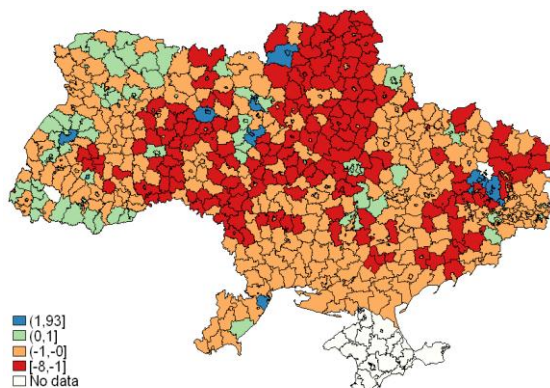 (1,93]
(0,1]
(-1,-0]
[-8,-1]
No data